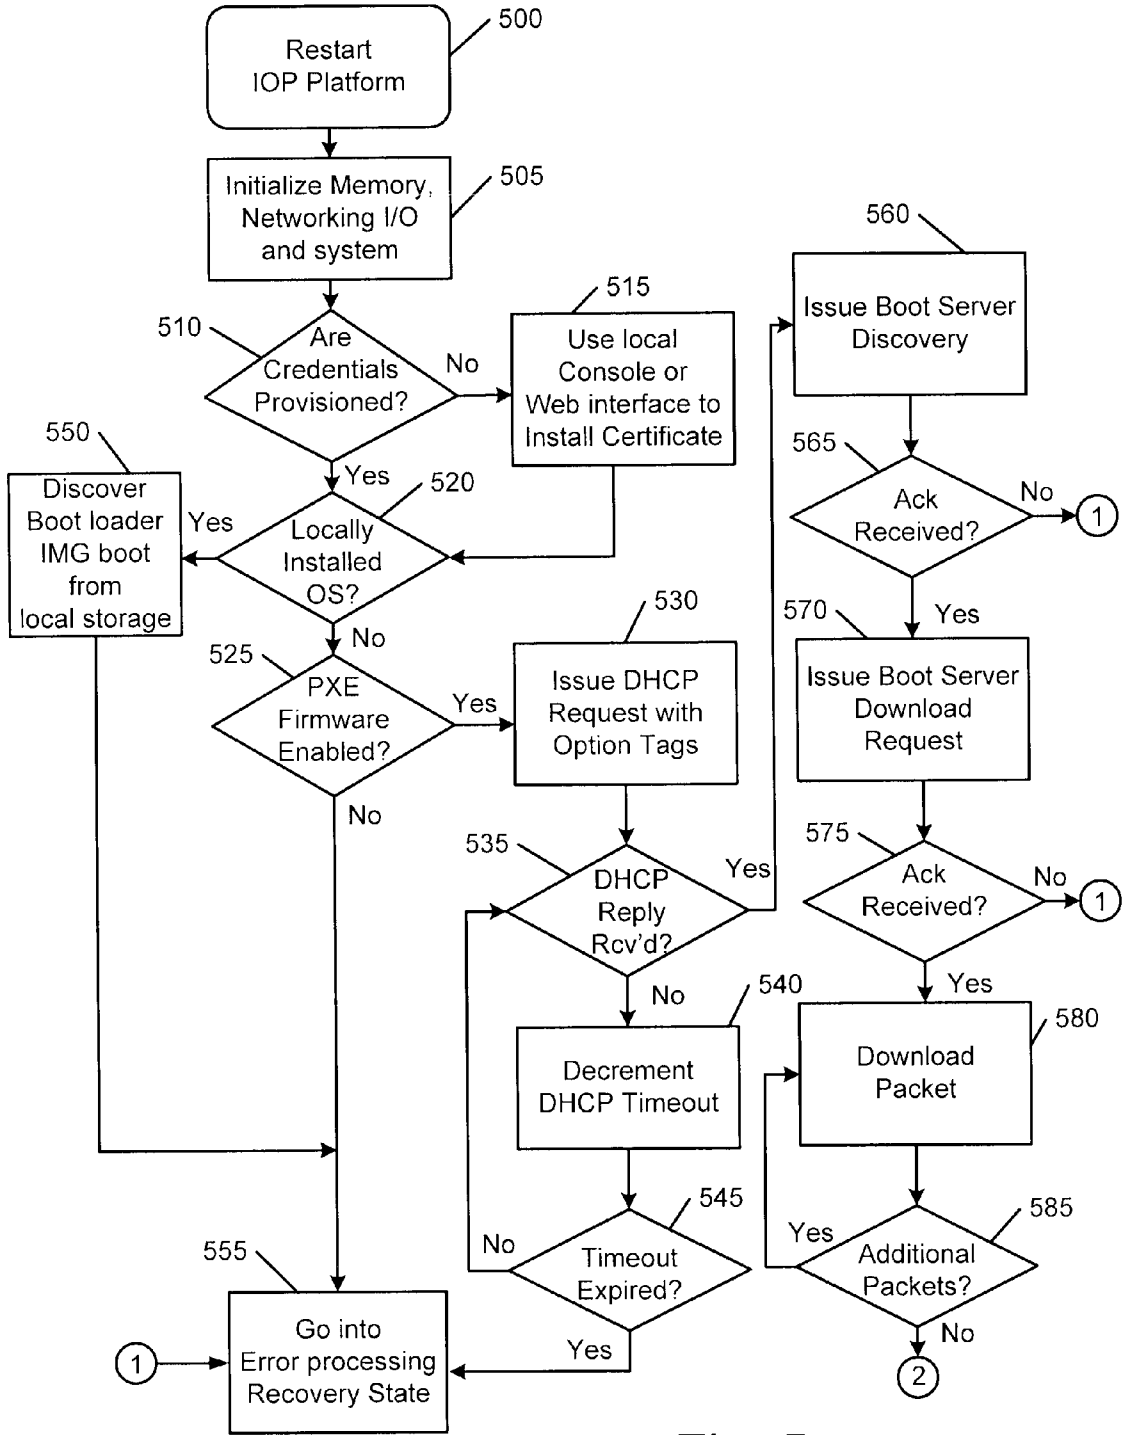 500
Restart
IOP Platform
505
Initialize Memory,
Networking I/O
and system
510
Are
Credentials
Provisioned?
No
Yes
515
Use local
Console or
Web interface to
Install Certificate
550
Discover
Boot loader
IMG boot
from
local storage
Yes
520
Locally
Installed
OS?
No
525
PXE
Firmware
Enabled?
Yes
No
530
Issue DHCP
Request with
Option Tags
535
DHCP
Reply
Rcv'd?
Yes
No
540
Decrement
DHCP Timeout
545
Timeout
Expired?
No
Yes
555
Go into
Error processing
Recovery State
1
560
Issue Boot Server
Discovery
565
Ack
Received?
No
1
Yes
570
Issue Boot Server
Download
Request
575
Ack
Received?
No
1
Yes
580
Download
Packet
585
Additional
Packets?
Yes
No
2